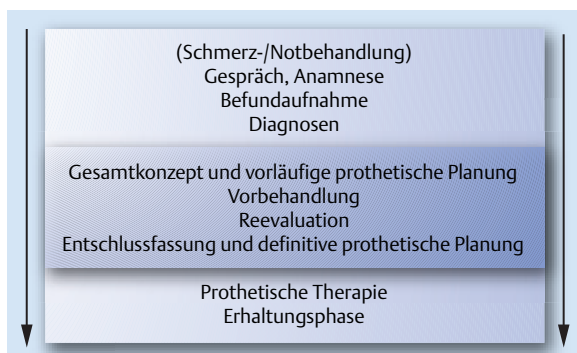 (Schmerz-/Notbehandlung)
Gespräch, Anamnese
Befundaufnahme
Diagnosen
Gesamtkonzept und vorläufige prothetische Planung
Vorbehandlung
Reevaluation
Entschlussfassung und definitive prothetische Planung
Prothetische Therapie
Erhaltungsphase